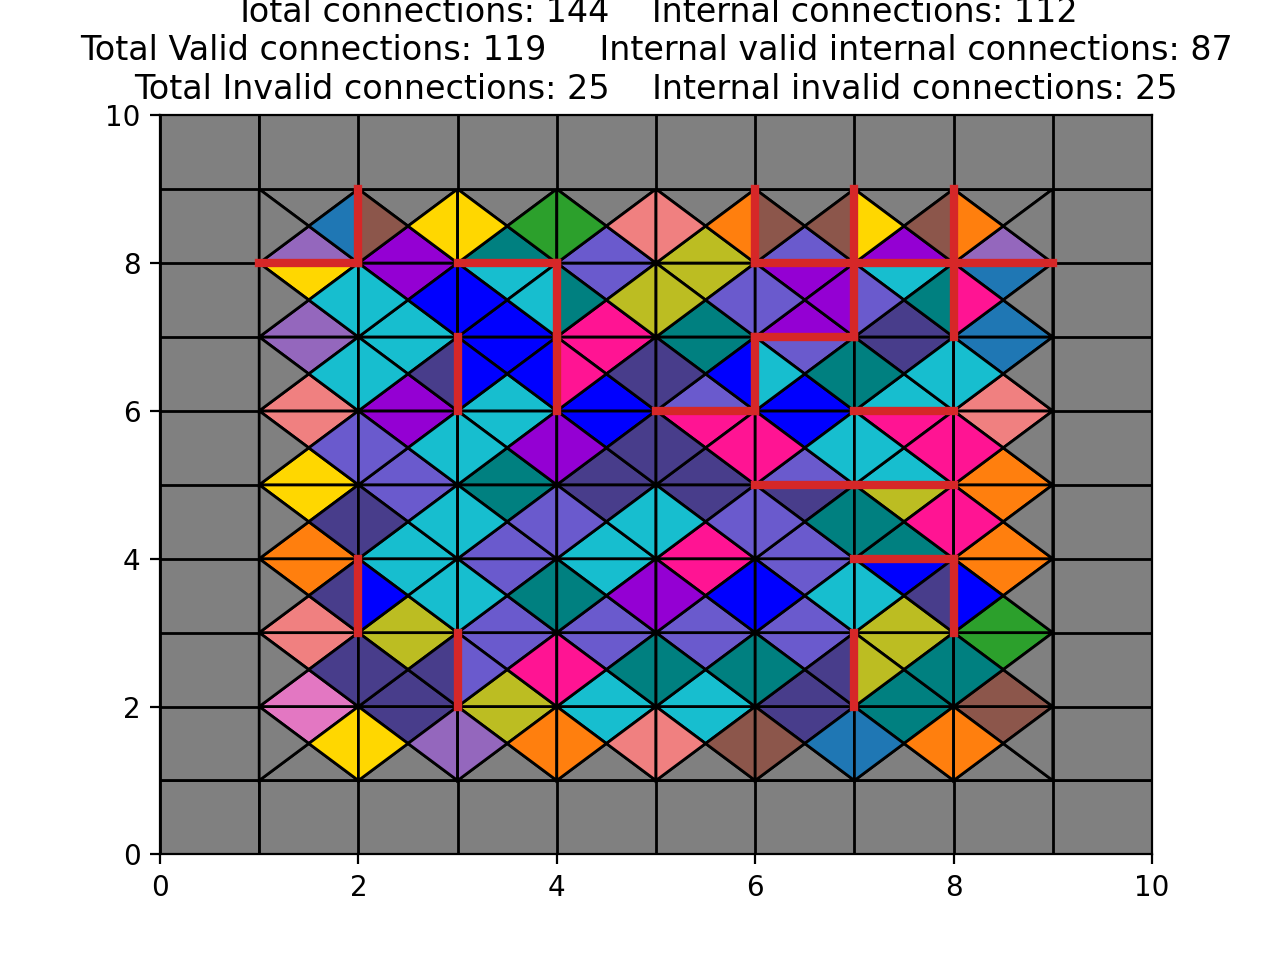 Total connections: 144    Internal connections: 112
Total Valid connections: 119    Internal valid internal connections: 87
Total Invalid connections: 25    Internal invalid connections: 25
10
8
6
4
2
0
0 2 4 6 8 10